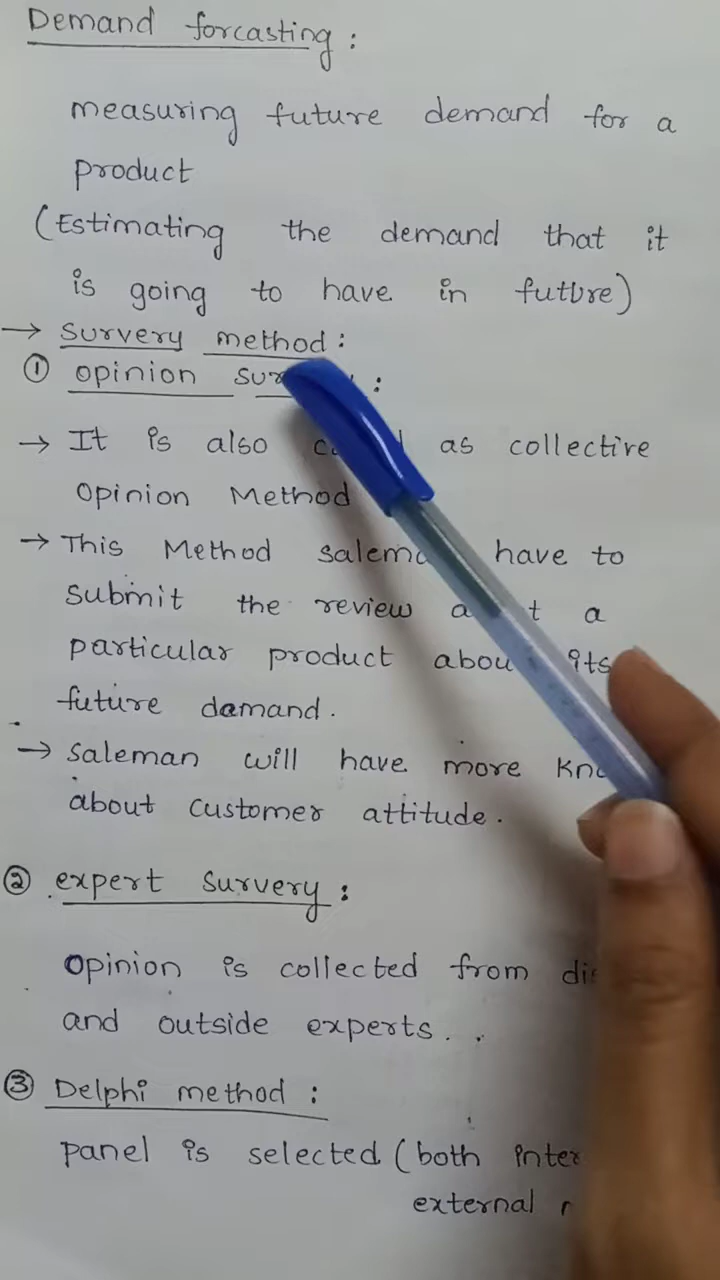 Demand forcasting :
measuring future demand for a
product
(Estimating the demand that it
is going to have in future)
→ Survery method :
① opinion :
→ It is also as collective
Opinion Method
→ This Method have to
submit the review a
particular product its
future demand.
→ Saleman will have more
about customer attitude.
② expert survery :
Opinion is collected from
and outside experts.
③ Delphi method :
panel is selected (both
external